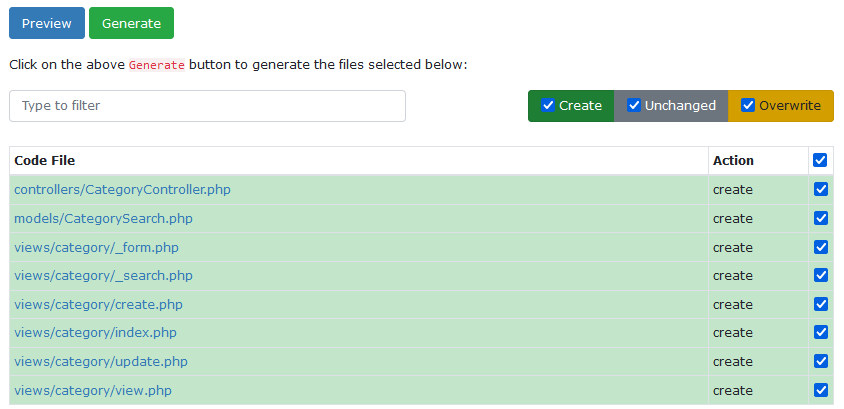 Preview Generate
Click on the above Generate button to generate the files selected below:
Type to filter Create Unchanged Overwrite
Code File Action
controllers/CategoryController.php create
models/CategorySearch.php create
views/category/_form.php create
views/category/_search.php create
views/category/create.php create
views/category/index.php create
views/category/update.php create
views/category/view.php create